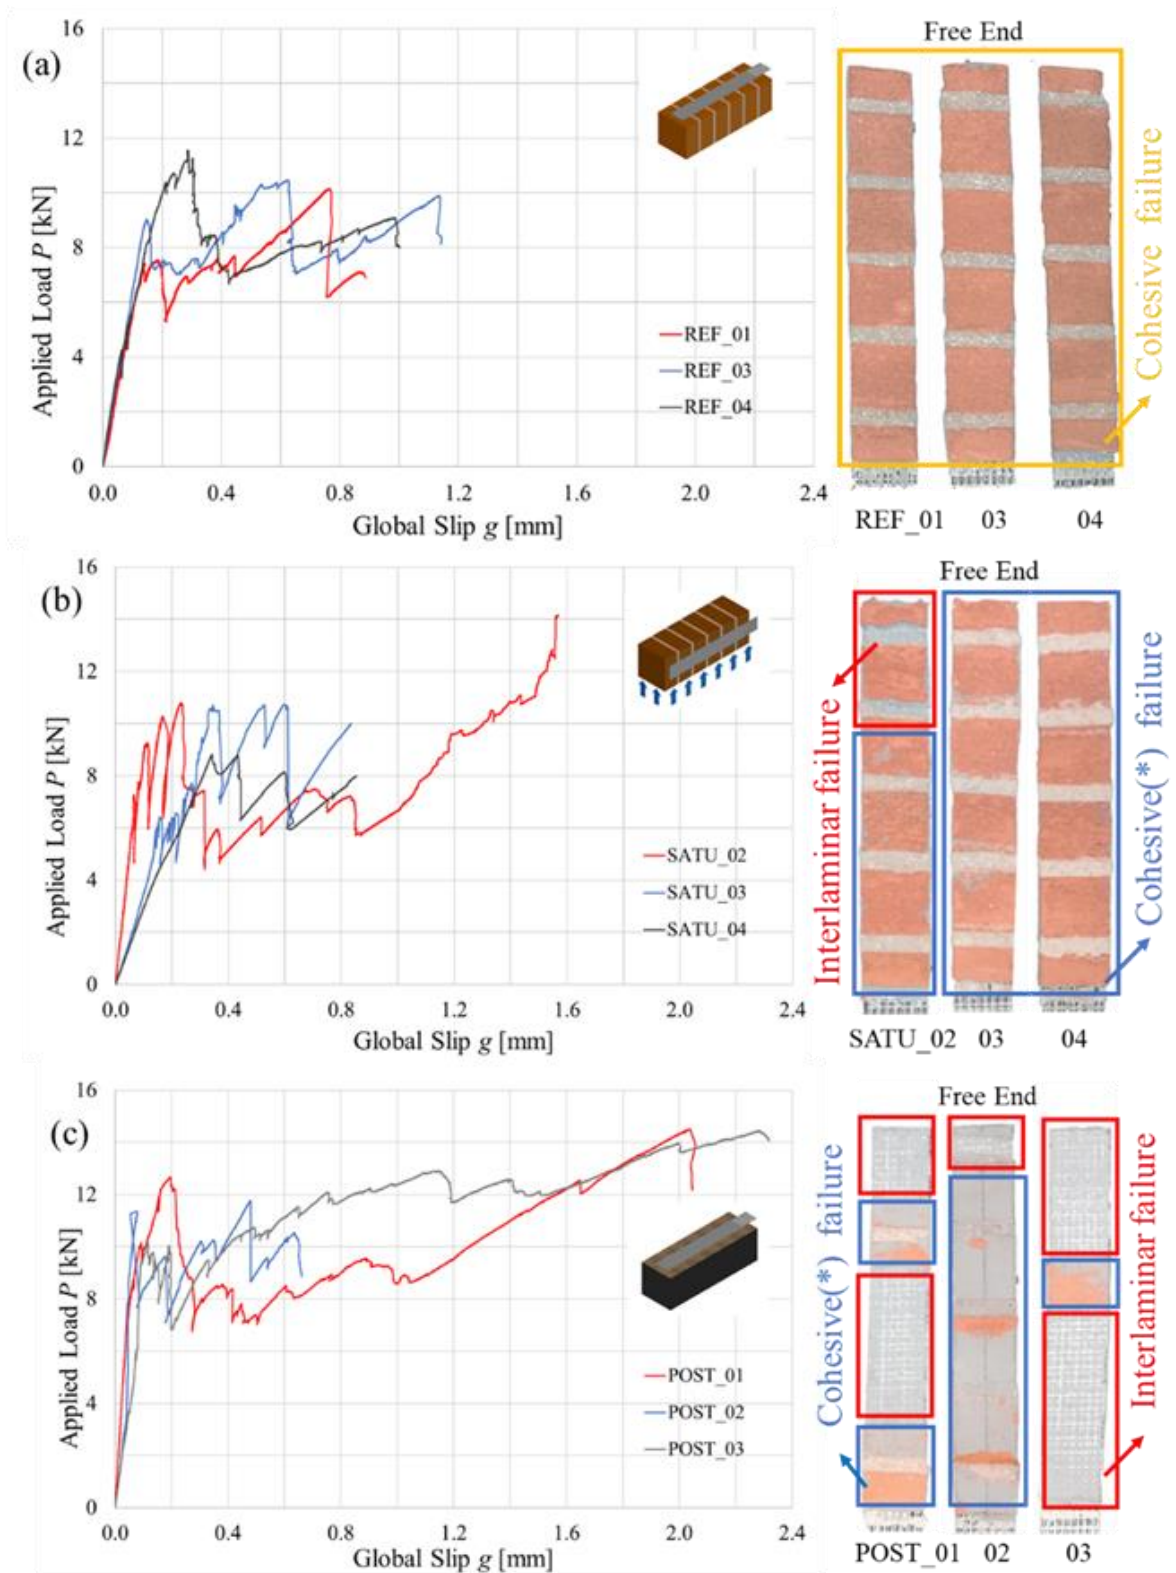 (a)
Applied Load P [kN]
16
12
8
4
0
0.0 0.4 0.8 1.2 1.6 2.0 2.4
Global Slip g [mm]
REF_01
REF_03
REF_04
Free End
Cohesive failure
REF_01 03 04
(b)
Applied Load P [kN]
16
12
8
4
0
0.0 0.4 0.8 1.2 1.6 2.0 2.4
Global Slip g [mm]
SATU_02
SATU_03
SATU_04
Free End
Interlaminar failure
Cohesive(*) failure
SATU_02 03 04
(c)
Applied Load P [kN]
16
12
8
4
0
0.0 0.4 0.8 1.2 1.6 2.0 2.4
Global Slip g [mm]
POST_01
POST_02
POST_03
Free End
Cohesive(*) failure
Interlaminar failure
POST_01 02 03